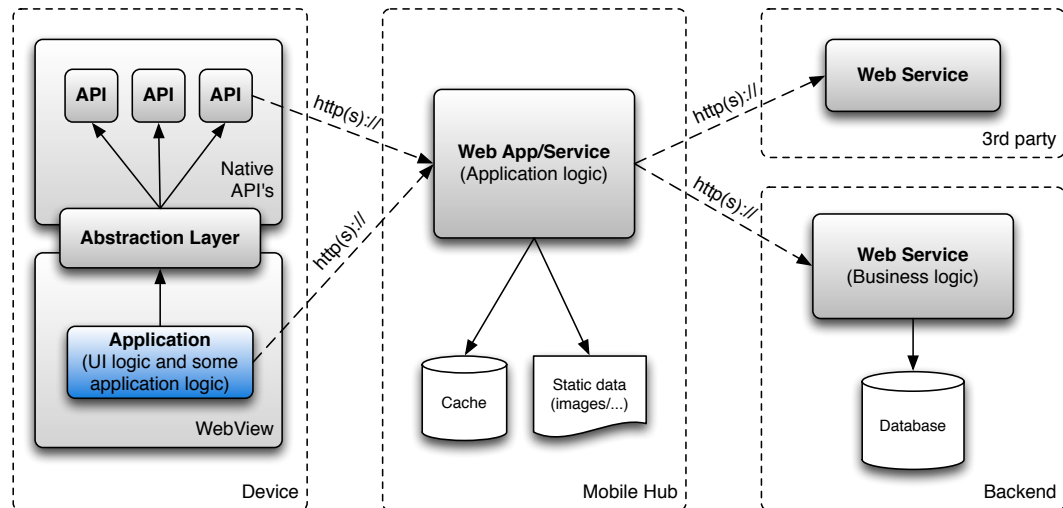 API
API
API
Native
API's
Abstraction Layer
Application
(UI logic and some
application logic)
WebView
Device
http(s)://
http(s)://
Web App/Service
(Application logic)
Cache
Static data
(images/...)
Mobile Hub
http(s)://
http(s)://
Web Service
3rd party
Web Service
(Business logic)
Database
Backend